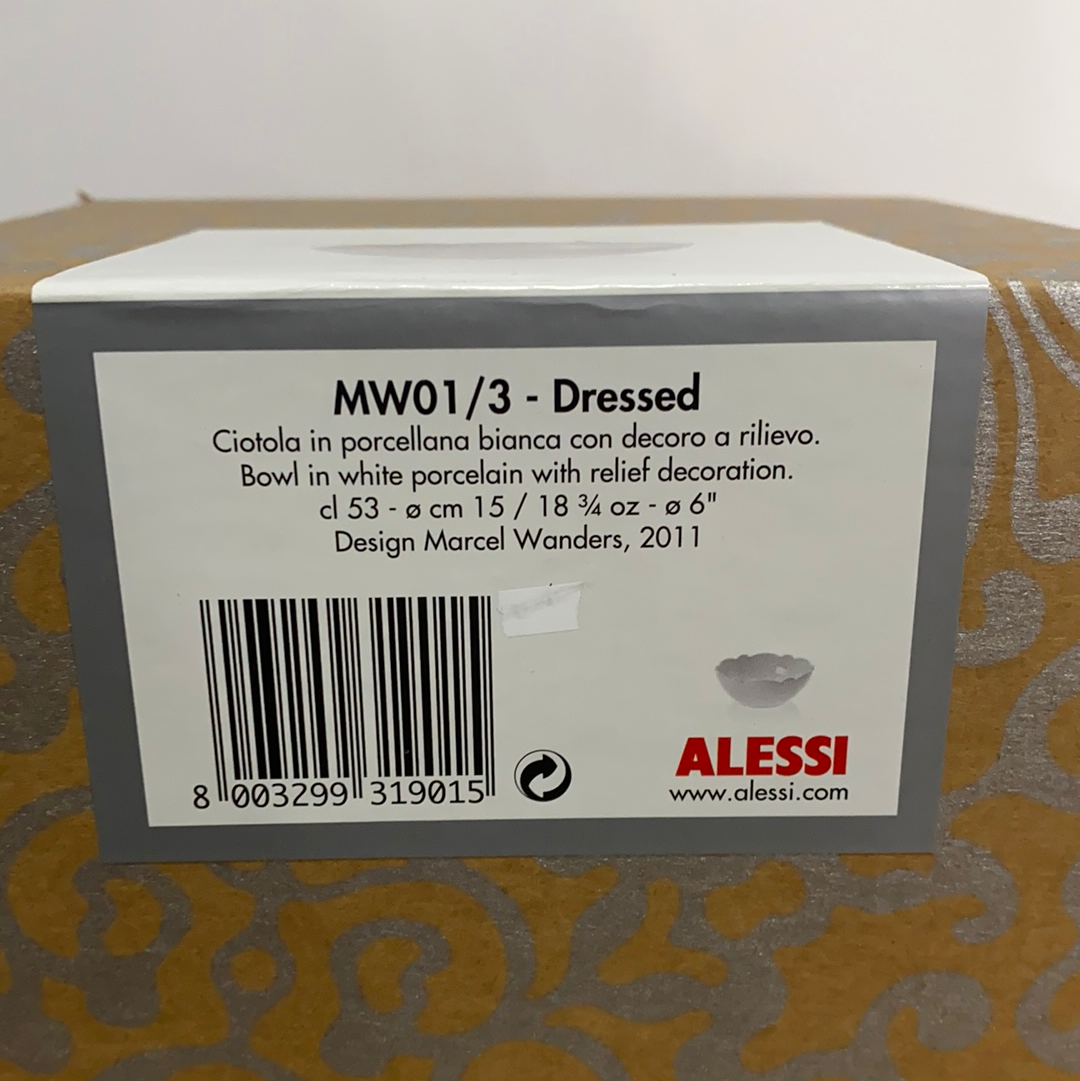 MW01/3 - Dressed
Ciotola in porcellana bianca con decoro a rilievo.
Bowl in white porcelain with relief decoration.
cl 53 - ø cm 15 / 18 ¾ oz - ø 6"
Design Marcel Wanders, 2011
8 003299 319015
ALESSI
www.alessi.com